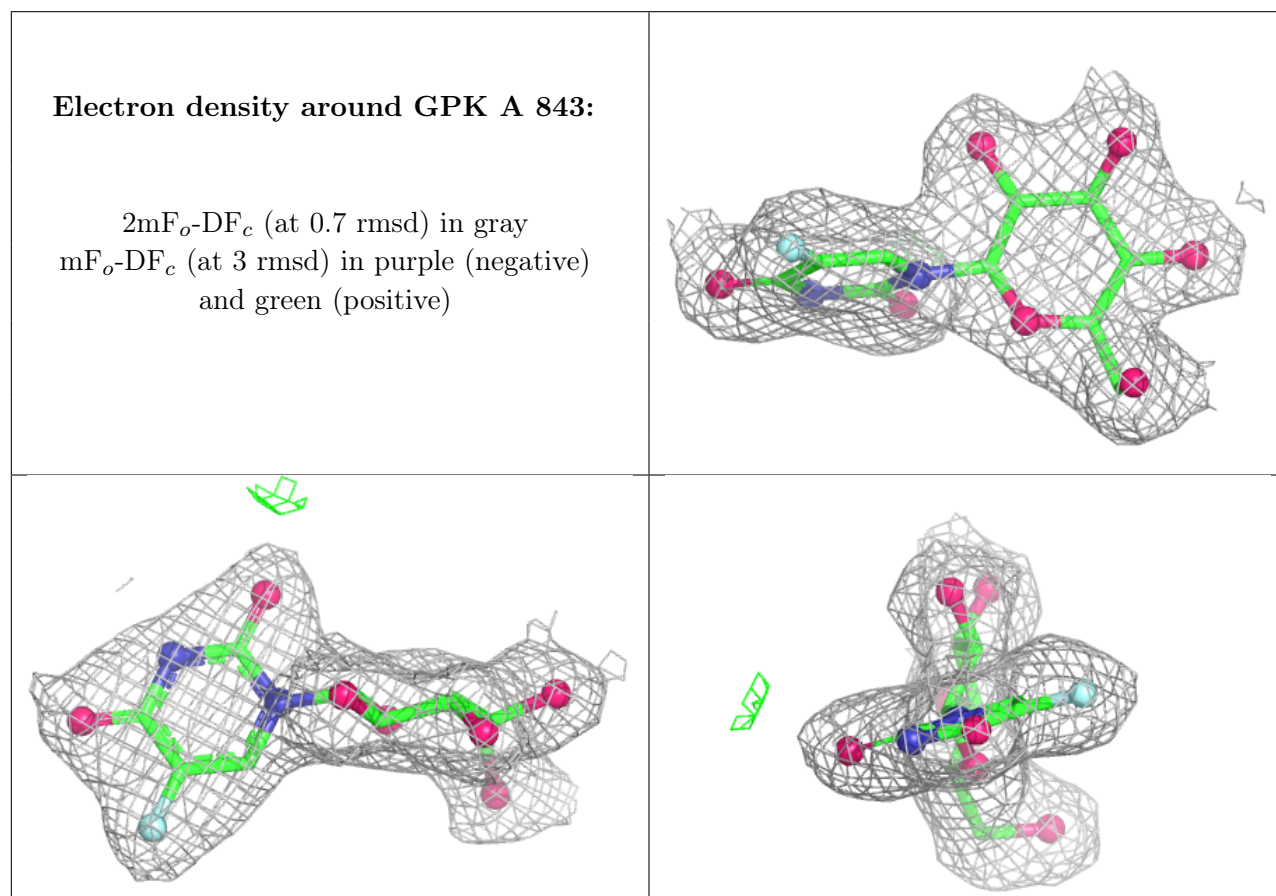 Electron density around GPK A 843:
2mFo-DFc (at 0.7 rmsd) in gray
mFo-DFc (at 3 rmsd) in purple (negative)
and green (positive)